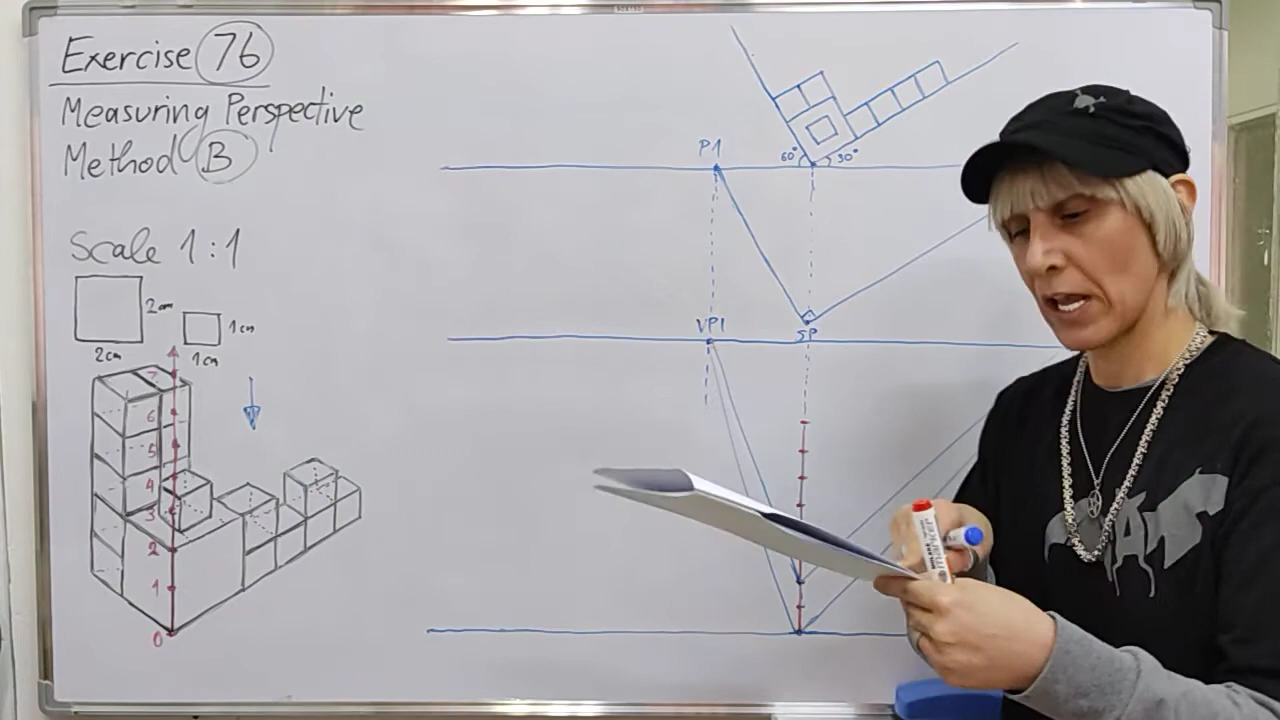 Exercise 76
Measuring Perspective
Method B
Scale 1:1
2cm
1cm
2cm
1cm
7
6
5
4
3
2
1
0
P1
60°
30°
SP
VP1